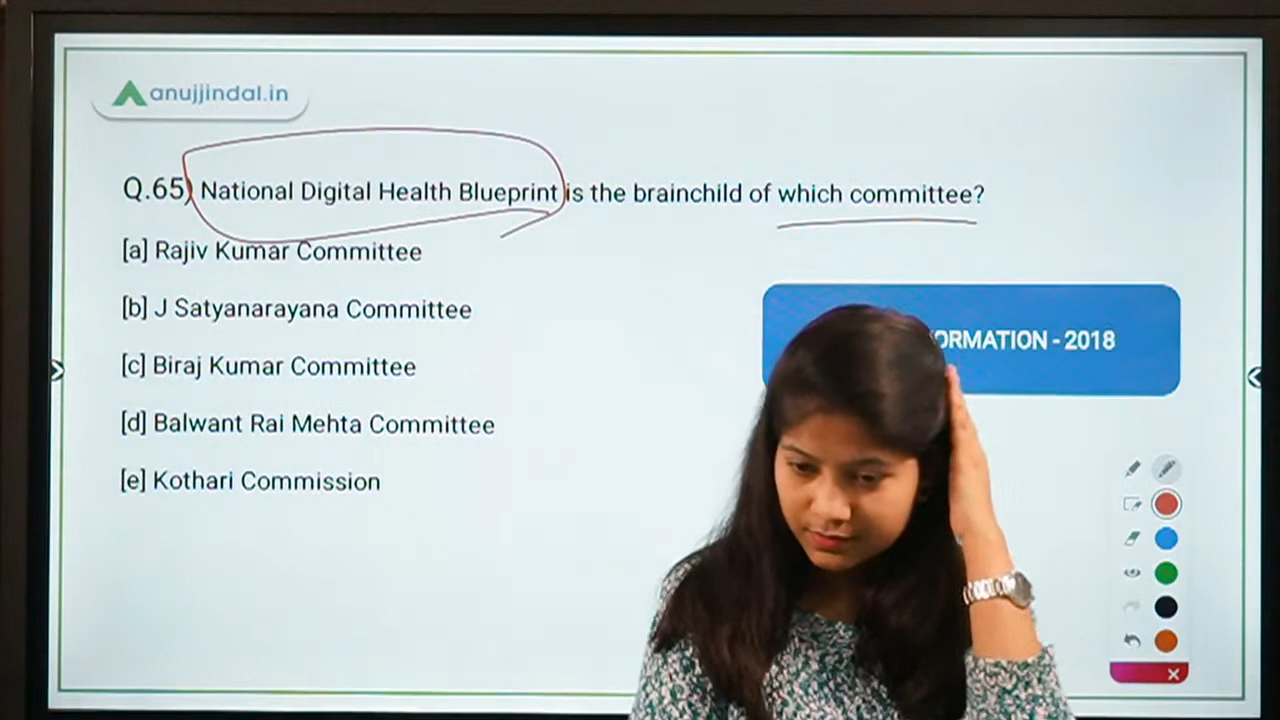 anujjindal.in
Q.65) National Digital Health Blueprint is the brainchild of which committee?
[a] Rajiv Kumar Committee
[b] J Satyanarayana Committee
[c] Biraj Kumar Committee
[d] Balwant Rai Mehta Committee
[e] Kothari Commission
- 2018